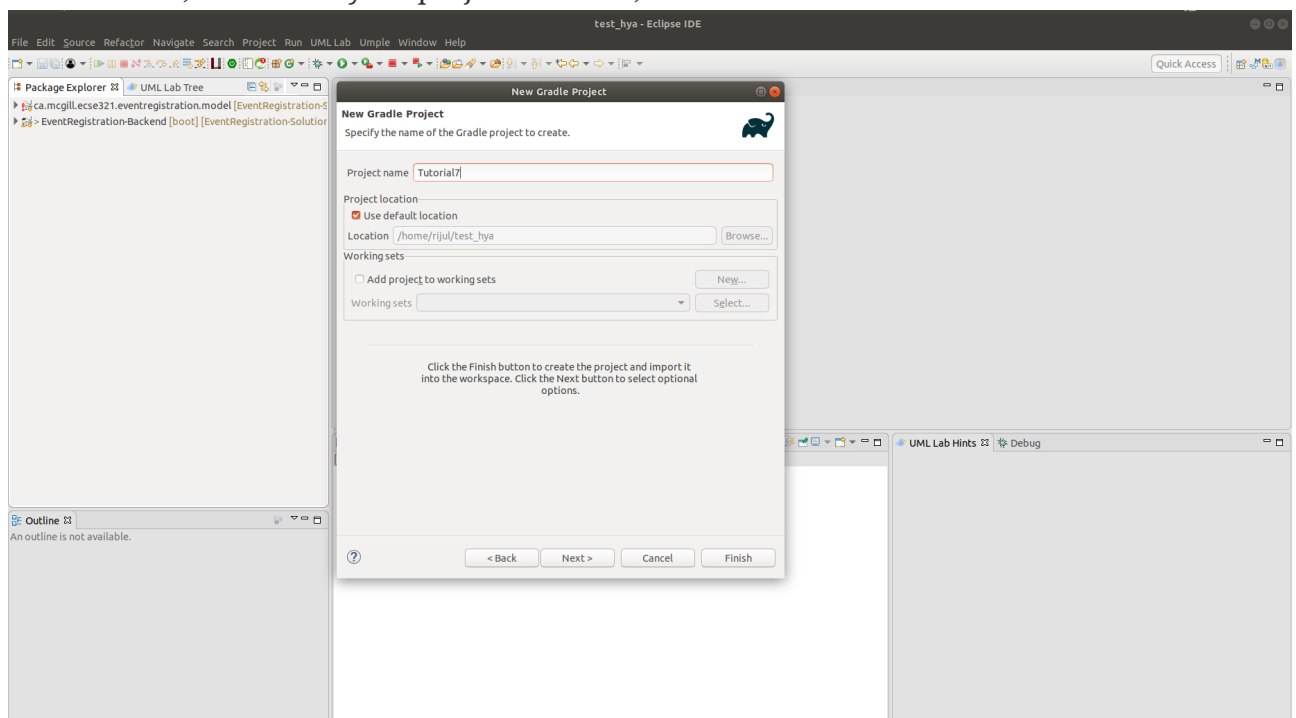 test_hya - Eclipse IDE
File Edit Source Refactor Navigate Search Project Run UML Lab Umple Window Help
Quick Access
Package Explorer UML Lab Tree
ca.mcgill.ecse321.eventregistration.model [EventRegistration-S
> EventRegistration-Backend [boot] [EventRegistration-Solution
New Gradle Project
New Gradle Project
Specify the name of the Gradle project to create.
Project name Tutorial7
Project location
Use default location
Location /home/rijul/test_hya Browse...
Working sets
Add project to working sets New...
Working sets Select...
Click the Finish button to create the project and import it
into the workspace. Click the Next button to select optional
options.
< Back Next > Cancel Finish
UML Lab Hints Debug
Outline
An outline is not available.